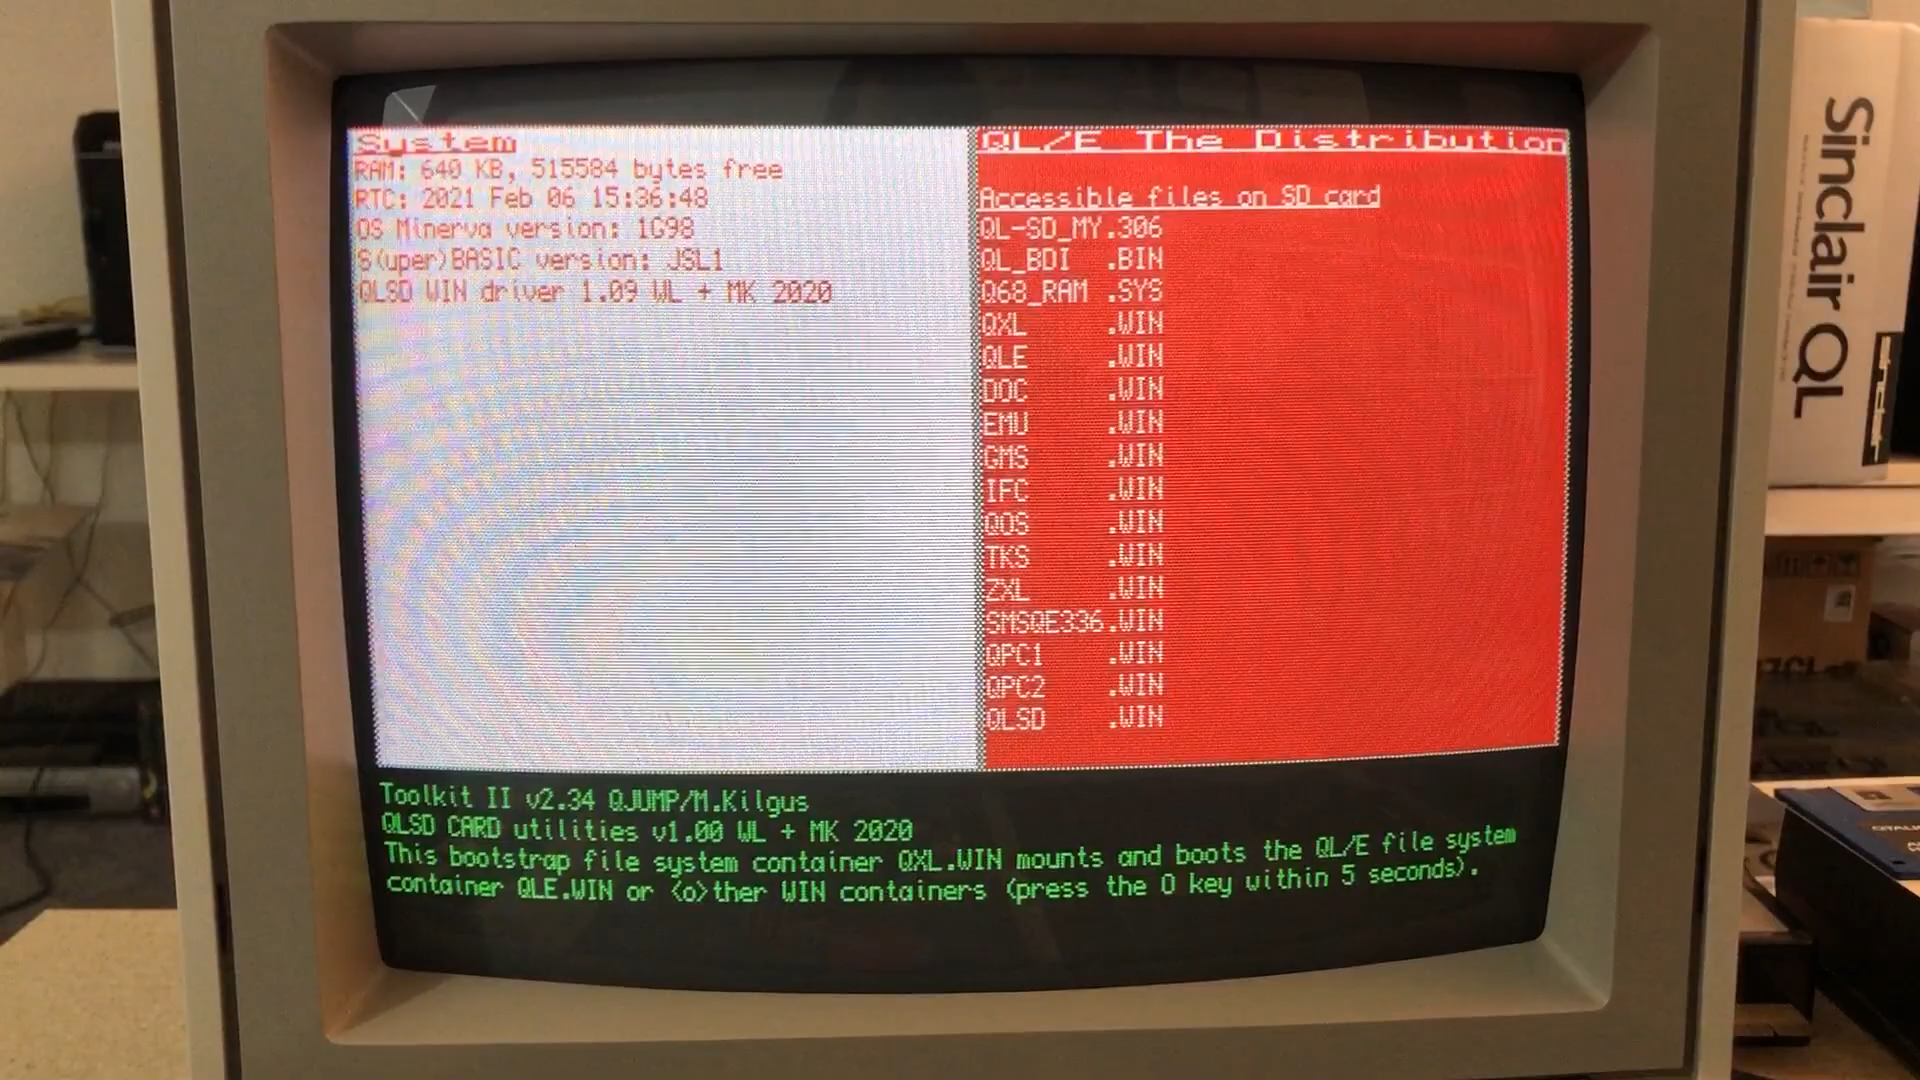 System
RAM: 640 KB, 515584 bytes free
RTC: 2021 Feb 06 15:36:48
OS Minerva version: 1G98
S(uper)BASIC version: JSL1
QLSD WIN driver 1.09 WL + MK 2020
QL/E The Distribution
Accessible files on SD card
QL-SD_MY.306
QL_BDI .BIN
Q68_RAM .SYS
QXL .WIN
QLE .WIN
DOC .WIN
EMU .WIN
GMS .WIN
IFC .WIN
QOS .WIN
TKS .WIN
ZXL .WIN
SMSQE336.WIN
QPC1 .WIN
QPC2 .WIN
QLSD .WIN
Toolkit II v2.34 QJUMP/M.Kilgus
QLSD CARD utilities v1.00 WL + MK 2020
This bootstrap file system container QXL.WIN mounts and boots the QL/E file system
container QLE.WIN or (o)ther WIN containers (press the O key within 5 seconds).
Sinclair QL
sinclair